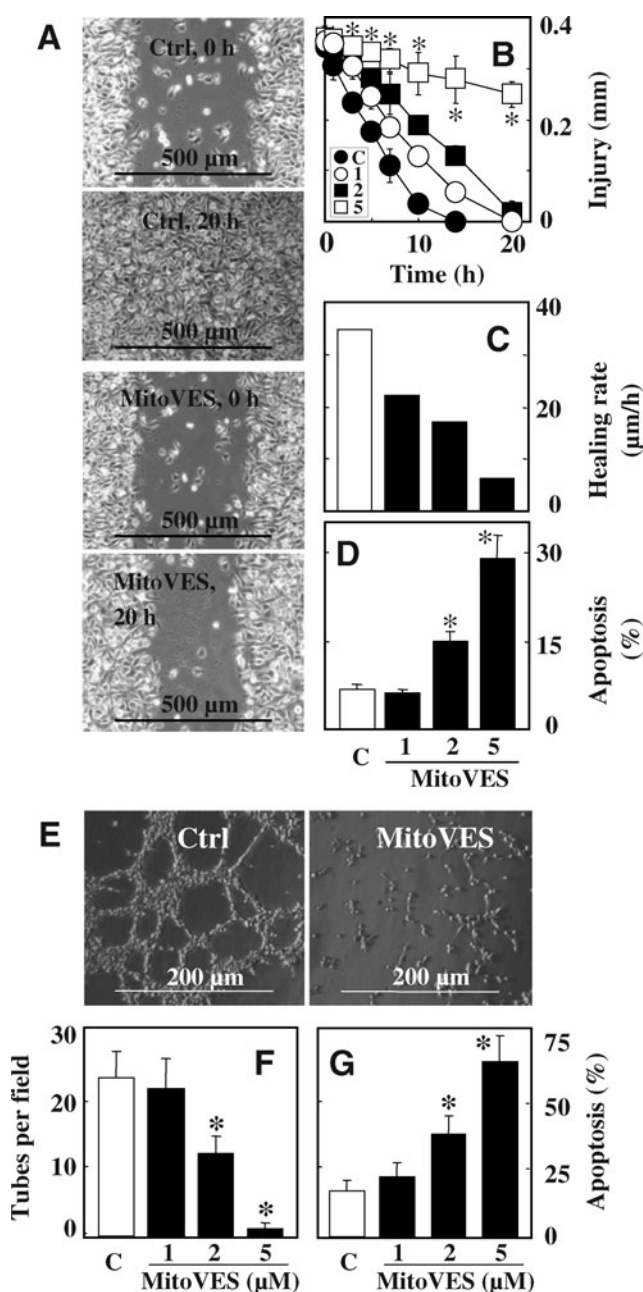 A
Ctrl, 0 h
500 µm
Ctrl, 20 h
500 µm
MitoVES, 0 h
500 µm
MitoVES,
20 h
500 µm
B
* * * * * *
C
1
2
5
0.4
0.2
0
Injury (mm)
0 10 20
Time (h)
C
40
20
0
Healing rate
(µm/h)
D
* *
30
15
0
Apoptosis
(%)
C 1 2 5
MitoVES
E
Ctrl
200 µm
MitoVES
200 µm
F
30
20
10
0
Tubes per field
* *
C 1 2 5
MitoVES (µM)
G
* *
75
50
25
0
Apoptosis (%)
C 1 2 5
MitoVES (µM)